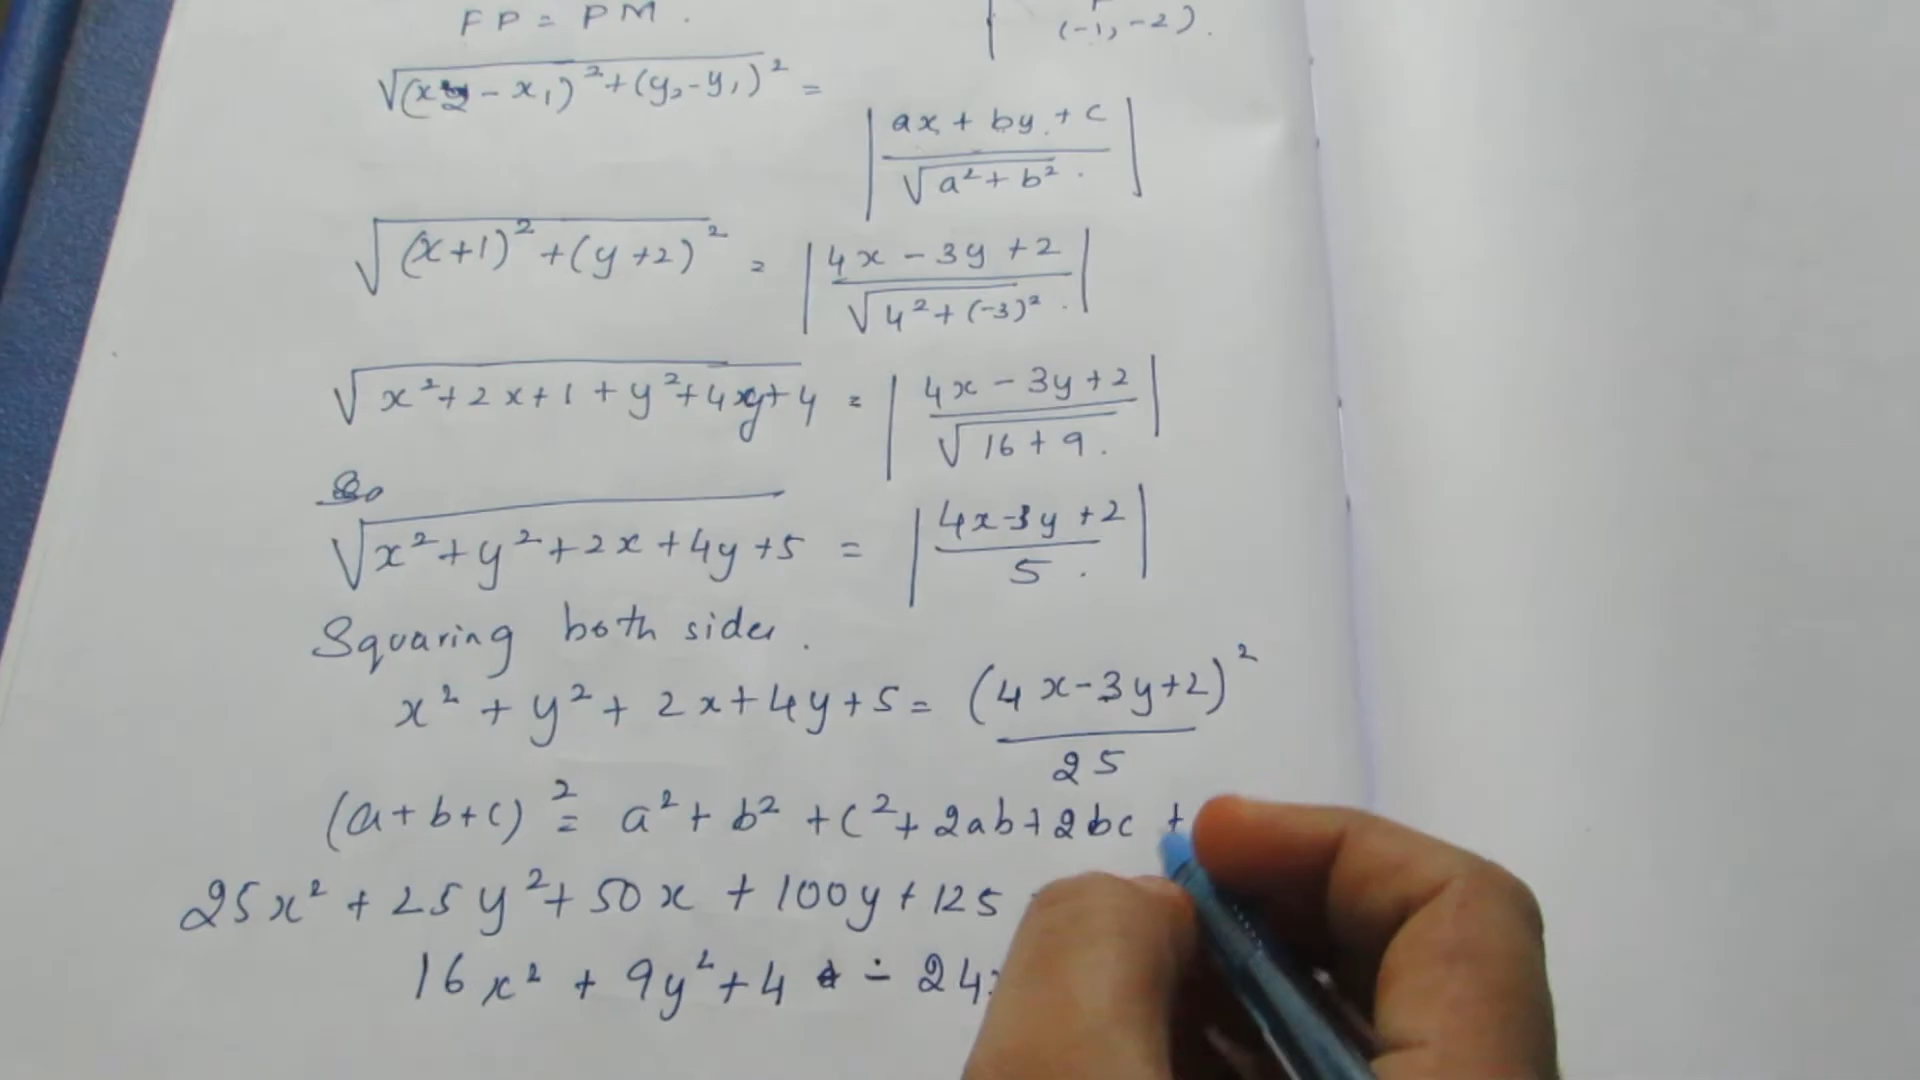 FP = PM.
(-1, -2).
√(x2 - x₁)² + (y₂ - y₁)² =
| ax + by + c / √a² + b². |
√(x+1)² + (y+2)² = | 4x - 3y + 2 / √4² + (-3)². |
√x² + 2x + 1 + y² + 4y + 4 = | 4x - 3y + 2 / √16 + 9. |
√x² + y² + 2x + 4y + 5 = | 4x - 3y + 2 / 5. |
Squaring both sides.
x² + y² + 2x + 4y + 5 = (4x - 3y + 2)² / 25
(a+b+c)² = a² + b² + c² + 2ab + 2bc +
25x² + 25y² + 50x + 100y + 125
16x² + 9y² + 4 - 24